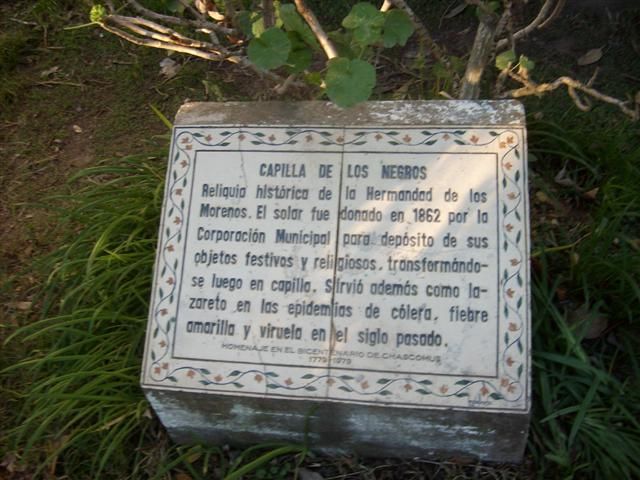 CAPILLA DE LOS NEGROS
Reliquia histórica de la Hermandad de los
Morenos. El solar fue donado en 1862 por la
Corporación Municipal para depósito de sus
objetos festivos y religiosos, transformándo-
se luego en capilla. Sirvió además como la-
zareto en las epidemias de cólera, fiebre
amarilla y viruela en el siglo pasado.
HOMENAJE EN EL BICENTENARIO DE CHASCOMUS
1779-1979